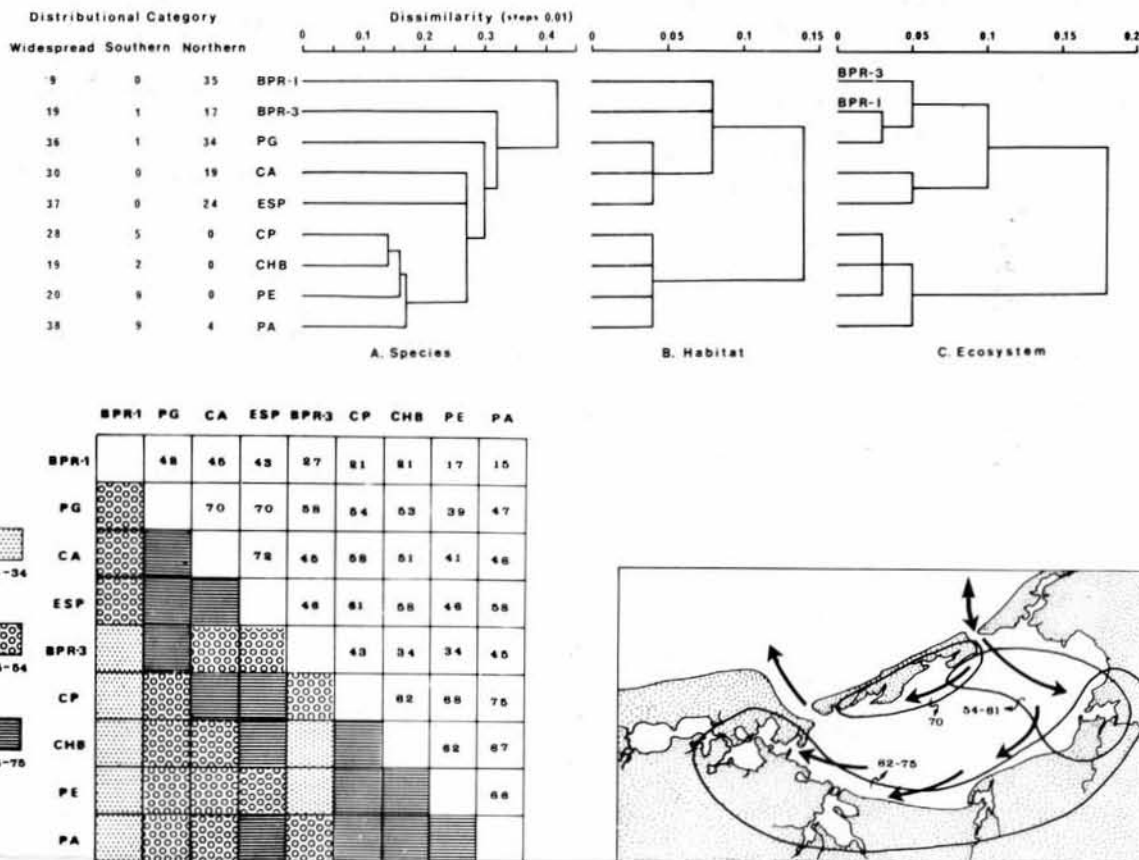 Distributional Category Dissimilarity (steps 0.01)
Widespread Southern Northern 0 0.1 0.2 0.3 0.4 0 0.05 0.1 0.15 0 0.05 0.1 0.2
9 0 35 BPR-1 BPR-3
19 1 17 BPR-3 BPR-1
36 1 34 PG
30 0 19 CA
37 0 24 ESP
28 5 0 CP
19 2 0 CHB
20 9 0 PE
38 9 4 PA
A. Species B. Habitat C. Ecosystem
BPR-1 PG CA ESP BPR-3 CP CHB PE PA
BPR-1 48 45 43 27 21 21 17 15
PG 70 70 58 54 53 39 47
CA 72 45 58 51 41 46
-34
ESP 46 61 58 46 58
BPR-3 43 34 34 45
-54
CP 62 68 75
CHB 62 67
-75
PE 66
PA
70 54-61
62-75